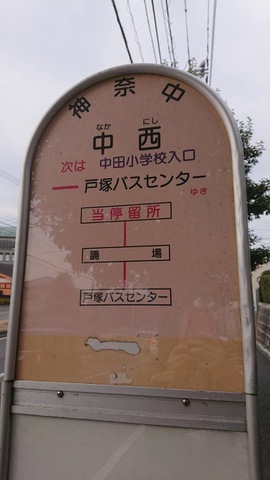 神奈中
なか にし
中西
次は 中田小学校入口
戸塚バスセンター
ゆき
当停留所
踊場
戸塚バスセンター